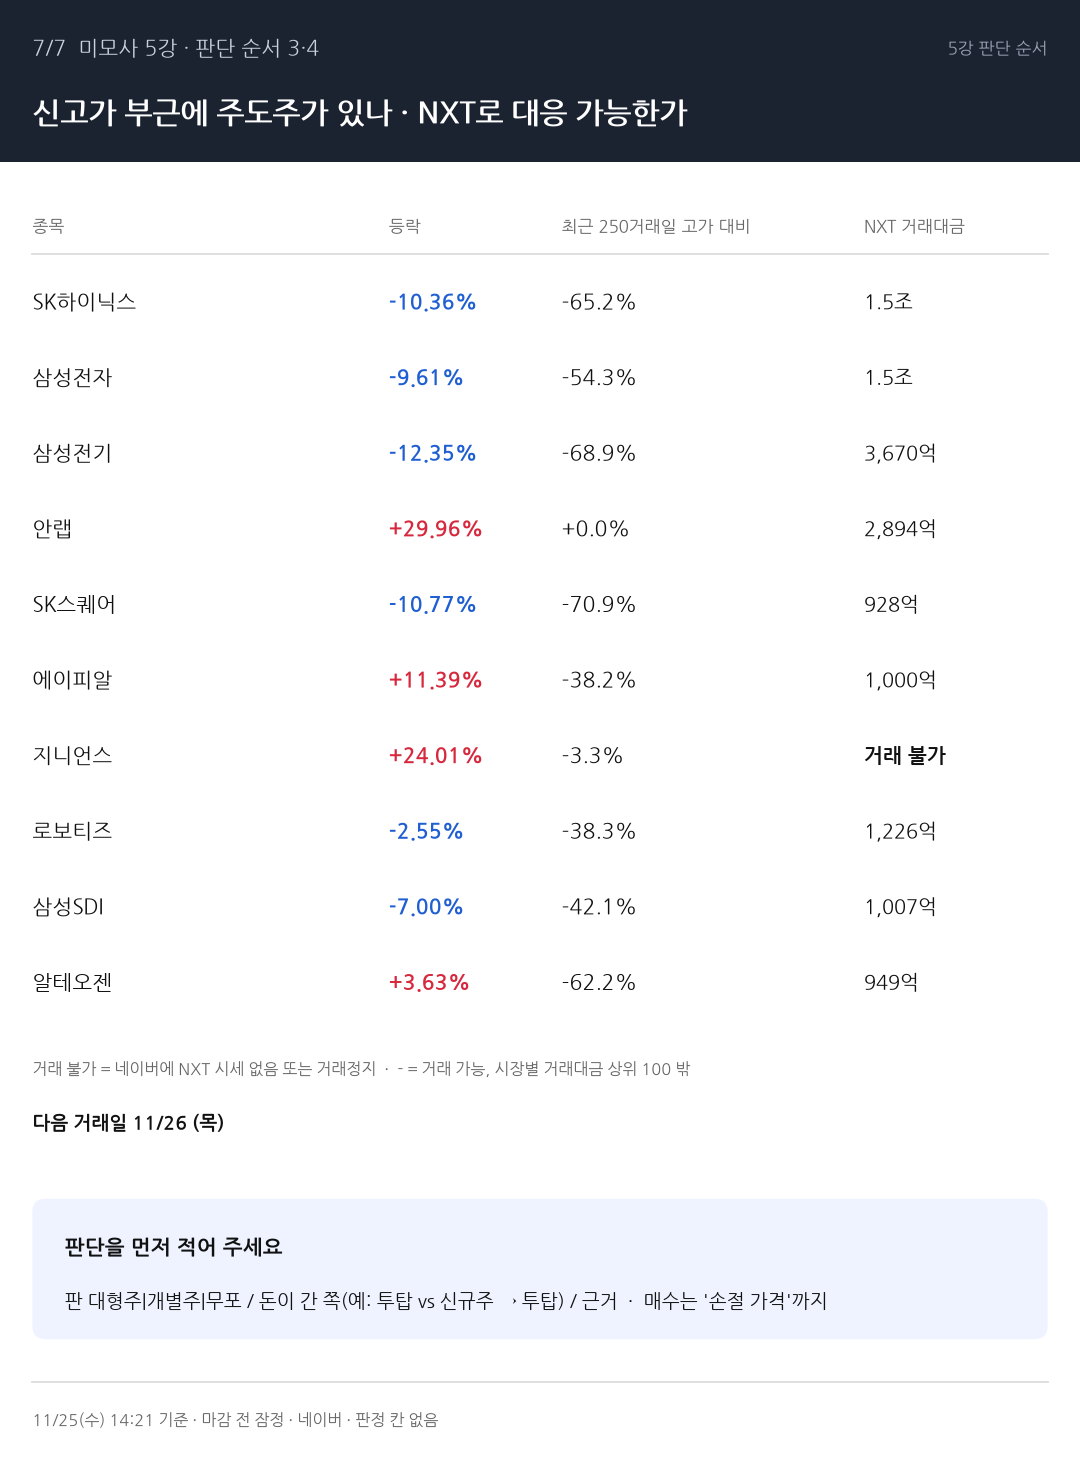 7/7 미모사 5강 · 판단 순서 3·4
5강 판단 순서
신고가 부근에 주도주가 있나 · NXT로 대응 가능한가
종목 등락 최근 250거래일 고가 대비 NXT 거래대금
SK하이닉스 -10.36% -65.2% 1.5조
삼성전자 -9.61% -54.3% 1.5조
삼성전기 -12.35% -68.9% 3,670억
안랩 +29.96% +0.0% 2,894억
SK스퀘어 -10.77% -70.9% 928억
에이피알 +11.39% -38.2% 1,000억
지니언스 +24.01% -3.3% 거래 불가
로보티즈 -2.55% -38.3% 1,226억
삼성SDI -7.00% -42.1% 1,007억
알테오젠 +3.63% -62.2% 949억
거래 불가 = 네이버에 NXT 시세 없음 또는 거래정지 · - = 거래 가능, 시장별 거래대금 상위 100 밖
다음 거래일 11/26 (목)
판단을 먼저 적어 주세요
판 대형주|개별주|무포 / 돈이 간 쪽(예: 투탑 vs 신규주 → 투탑) / 근거 · 매수는 '손절 가격'까지
11/25(수) 14:21 기준 · 마감 전 잠정 · 네이버 · 판정 칸 없음